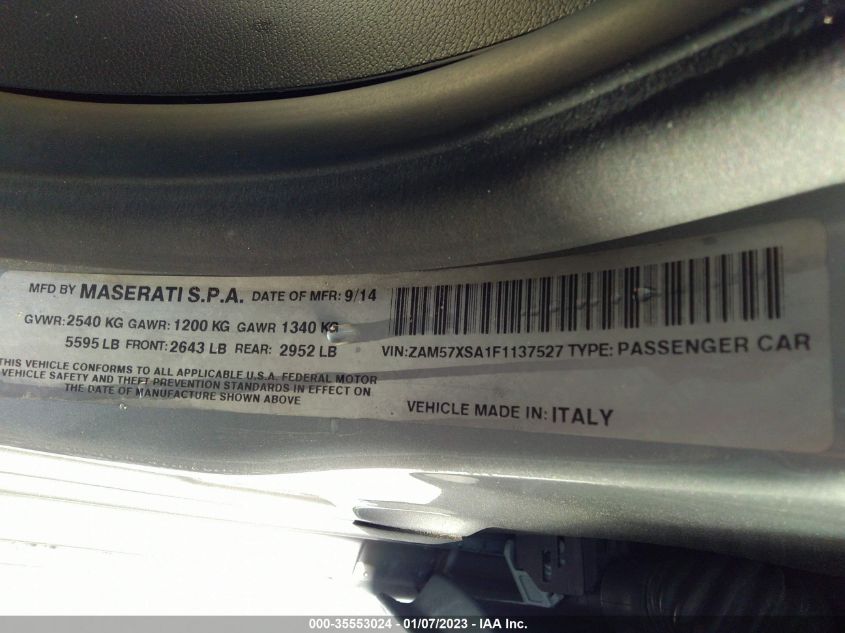 MFD BY MASERATI S.P.A. DATE OF MFR: 9/14
GVWR: 2540 KG GAWR: 1200 KG GAWR 1340 KG
5595 LB FRONT: 2643 LB REAR: 2952 LB
THIS VEHICLE CONFORMS TO ALL APPLICABLE U.S.A. FEDERAL MOTOR
VEHICLE SAFETY AND THEFT PREVENTION STANDARDS IN EFFECT ON
THE DATE OF MANUFACTURE SHOWN ABOVE
VIN: ZAM57XSA1F1137527 TYPE: PASSENGER CAR
VEHICLE MADE IN: ITALY
000-35553024 — 01/07/2023 — IAA Inc.